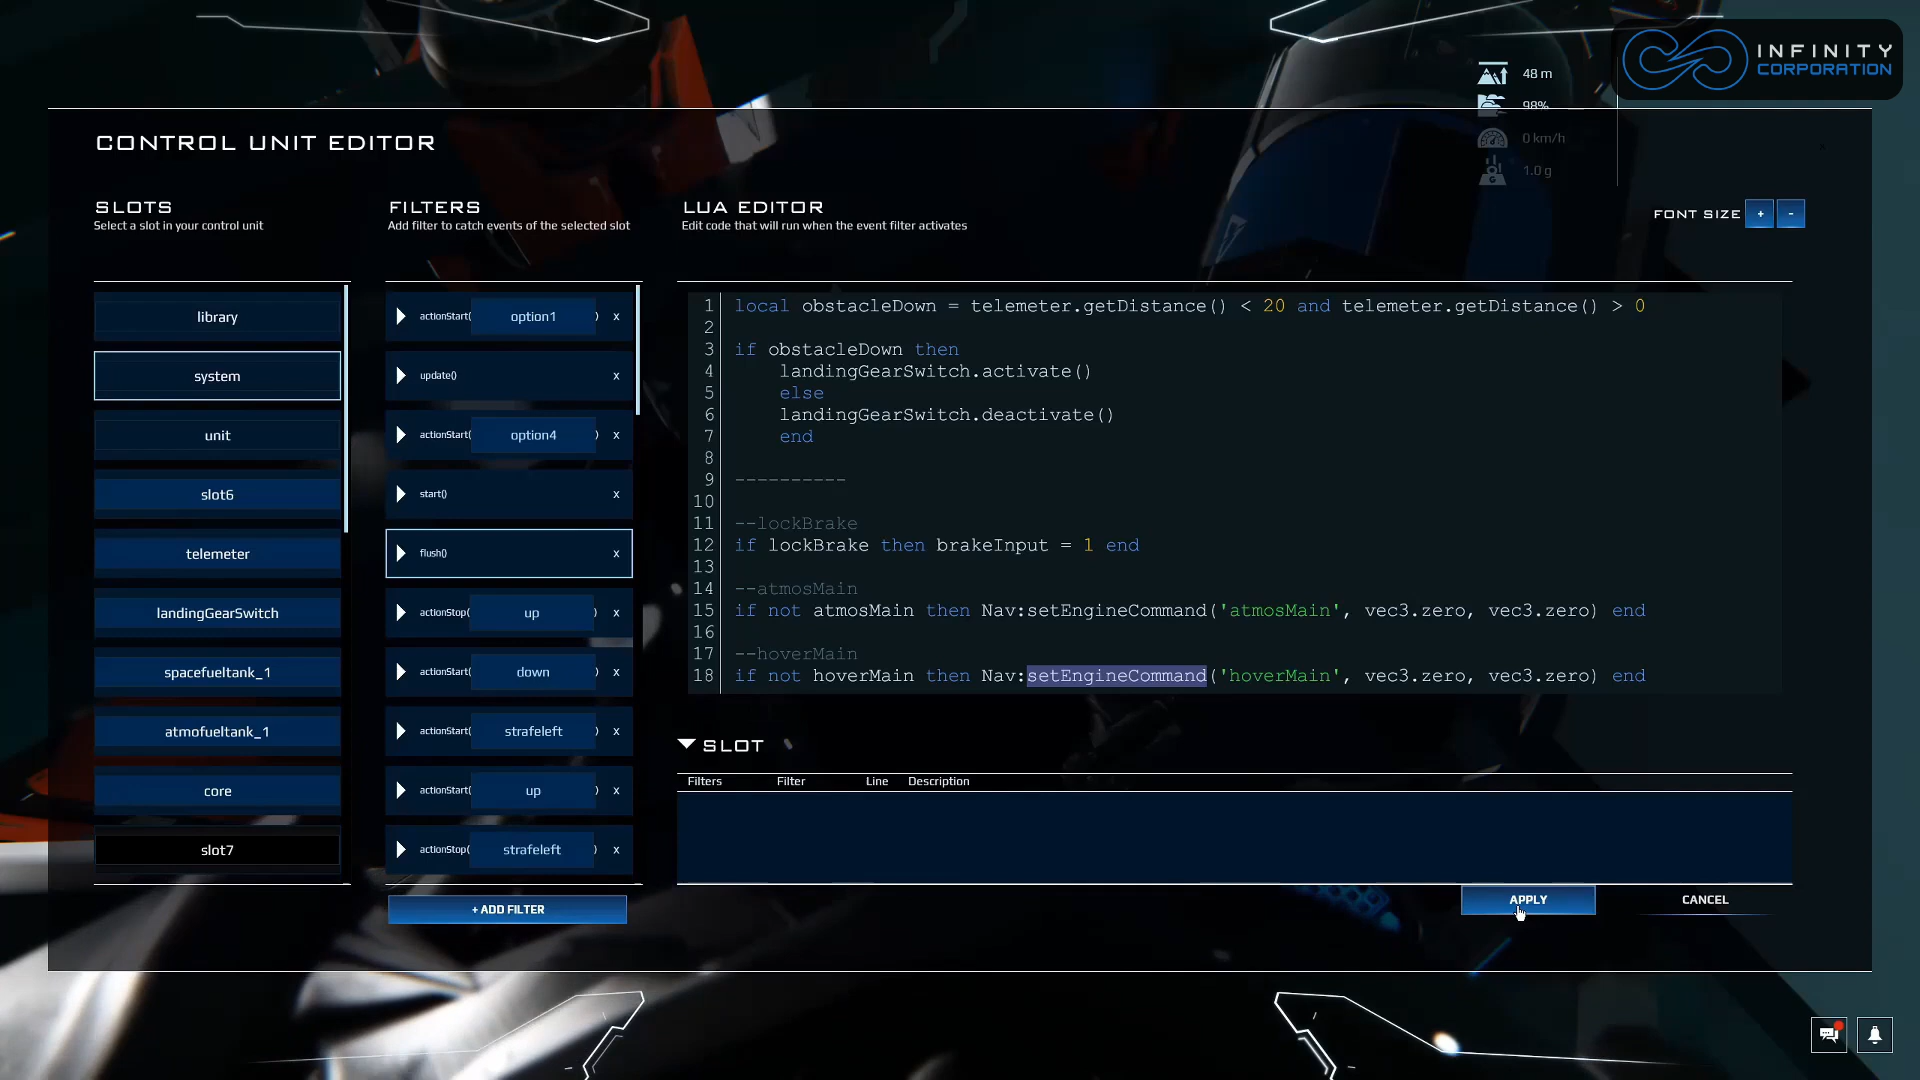 INFINITY
CORPORATION
48 m
98%
0 km/h
1.0 g
CONTROL UNIT EDITOR
SLOTS
Select a slot in your control unit
FILTERS
Add filter to catch events of the selected slot
LUA EDITOR
Edit code that will run when the event filter activates
FONT SIZE + -
library
system
unit
slot6
telemeter
landingGearSwitch
spacefueltank_1
atmofueltank_1
core
slot7
actionStart( option1 ) x
update() x
actionStart( option4 ) x
start() x
flush() x
actionStop( up ) x
actionStart( down ) x
actionStart( strafeleft ) x
actionStart( up ) x
actionStop( strafeleft ) x
+ ADD FILTER
1 local obstacleDown = telemeter.getDistance() < 20 and telemeter.getDistance() > 0
2
3 if obstacleDown then
4 landingGearSwitch.activate()
5 else
6 landingGearSwitch.deactivate()
7 end
8
9 ----------
10
11 --lockBrake
12 if lockBrake then brakeInput = 1 end
13
14 --atmosMain
15 if not atmosMain then Nav:setEngineCommand('atmosMain', vec3.zero, vec3.zero) end
16
17 --hoverMain
18 if not hoverMain then Nav:setEngineCommand('hoverMain', vec3.zero, vec3.zero) end
SLOT
Filters Filter Line Description
APPLY
CANCEL